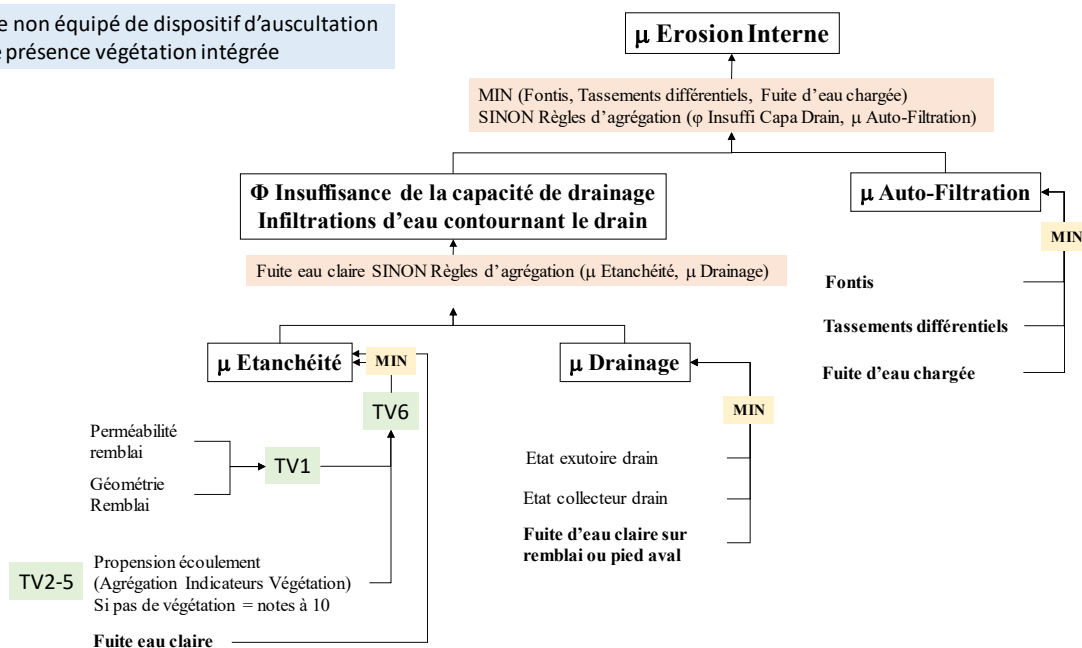 e non équipé de dispositif d'auscultation
présence végétation intégrée
μ Erosion Interne
MIN (Fontis, Tassements différentiels, Fuite d'eau chargée)
SINON Règles d'agrégation (φ Insuffi Capa Drain, μ Auto-Filtration)
Φ Insuffisance de la capacité de drainage
Infiltrations d'eau contournant le drain
μ Auto-Filtration
MIN
Fuite eau claire SINON Règles d'agrégation (μ Etanchéité, μ Drainage)
Fontis
Tassements différentiels
Fuite d'eau chargée
μ Etanchéité
MIN
μ Drainage
MIN
TV6
Perméabilité
remblai
TV1
Géométrie
Remblai
Etat exutoire drain
Etat collecteur drain
Fuite d'eau claire sur
remblai ou pied aval
TV2-5
Propension écoulement
(Agrégation Indicateurs Végétation)
Si pas de végétation = notes à 10
Fuite eau claire